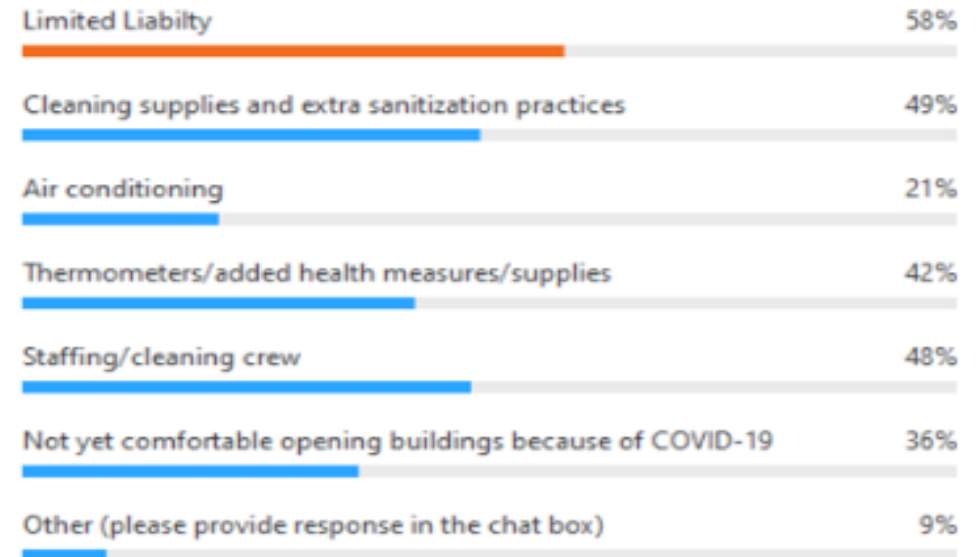 Limited Liabilty
58%
Cleaning supplies and extra sanitization practices
49%
Air conditioning
21%
Thermometers/added health measures/supplies
42%
Staffing/cleaning crew
48%
Not yet comfortable opening buildings because of COVID-19
36%
Other (please provide response in the chat box)
9%